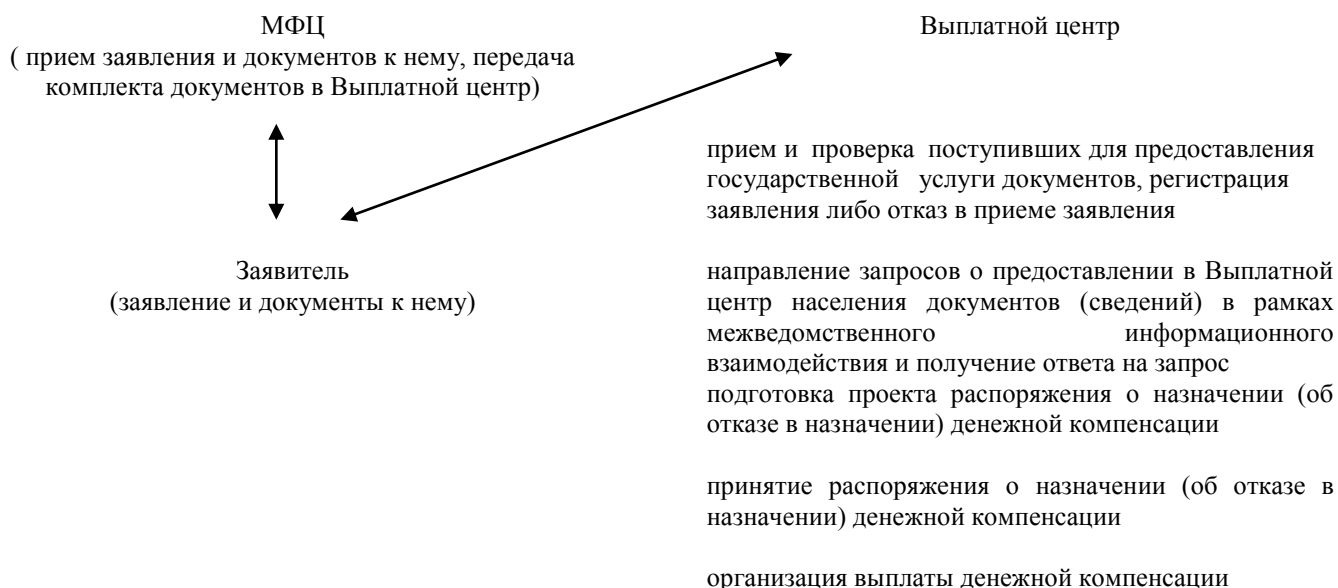 МФЦ
( прием заявления и документов к нему, передача
комплекта документов в Выплатной центр)
Заявитель
(заявление и документы к нему)
Выплатной центр
прием и проверка поступивших для предоставления
государственной услуги документов, регистрация
заявления либо отказ в приеме заявления
направление запросов о предоставлении в Выплатной
центр населения документов (сведений) в рамках
межведомственного информационного
взаимодействия и получение ответа на запрос
подготовка проекта распоряжения о назначении (об
отказе в назначении) денежной компенсации
принятие распоряжения о назначении (об отказе в
назначении) денежной компенсации
организация выплаты денежной компенсации